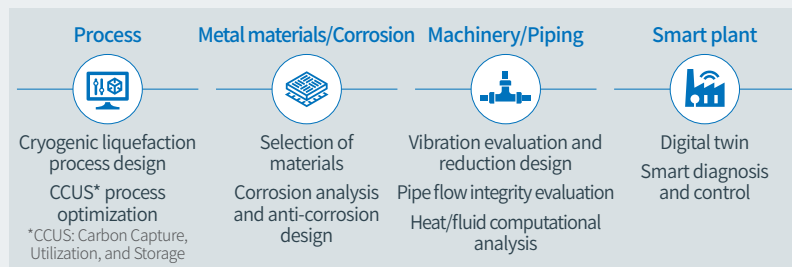 Process
Cryogenic liquefaction
process design
CCUS* process
optimization
*CCUS: Carbon Capture,
Utilization, and Storage
Metal materials/Corrosion
Selection of
materials
Corrosion analysis
and anti-corrosion
design
Machinery/Piping
Vibration evaluation and
reduction design
Pipe flow integrity evaluation
Heat/fluid computational
analysis
Smart plant
Digital twin
Smart diagnosis
and control